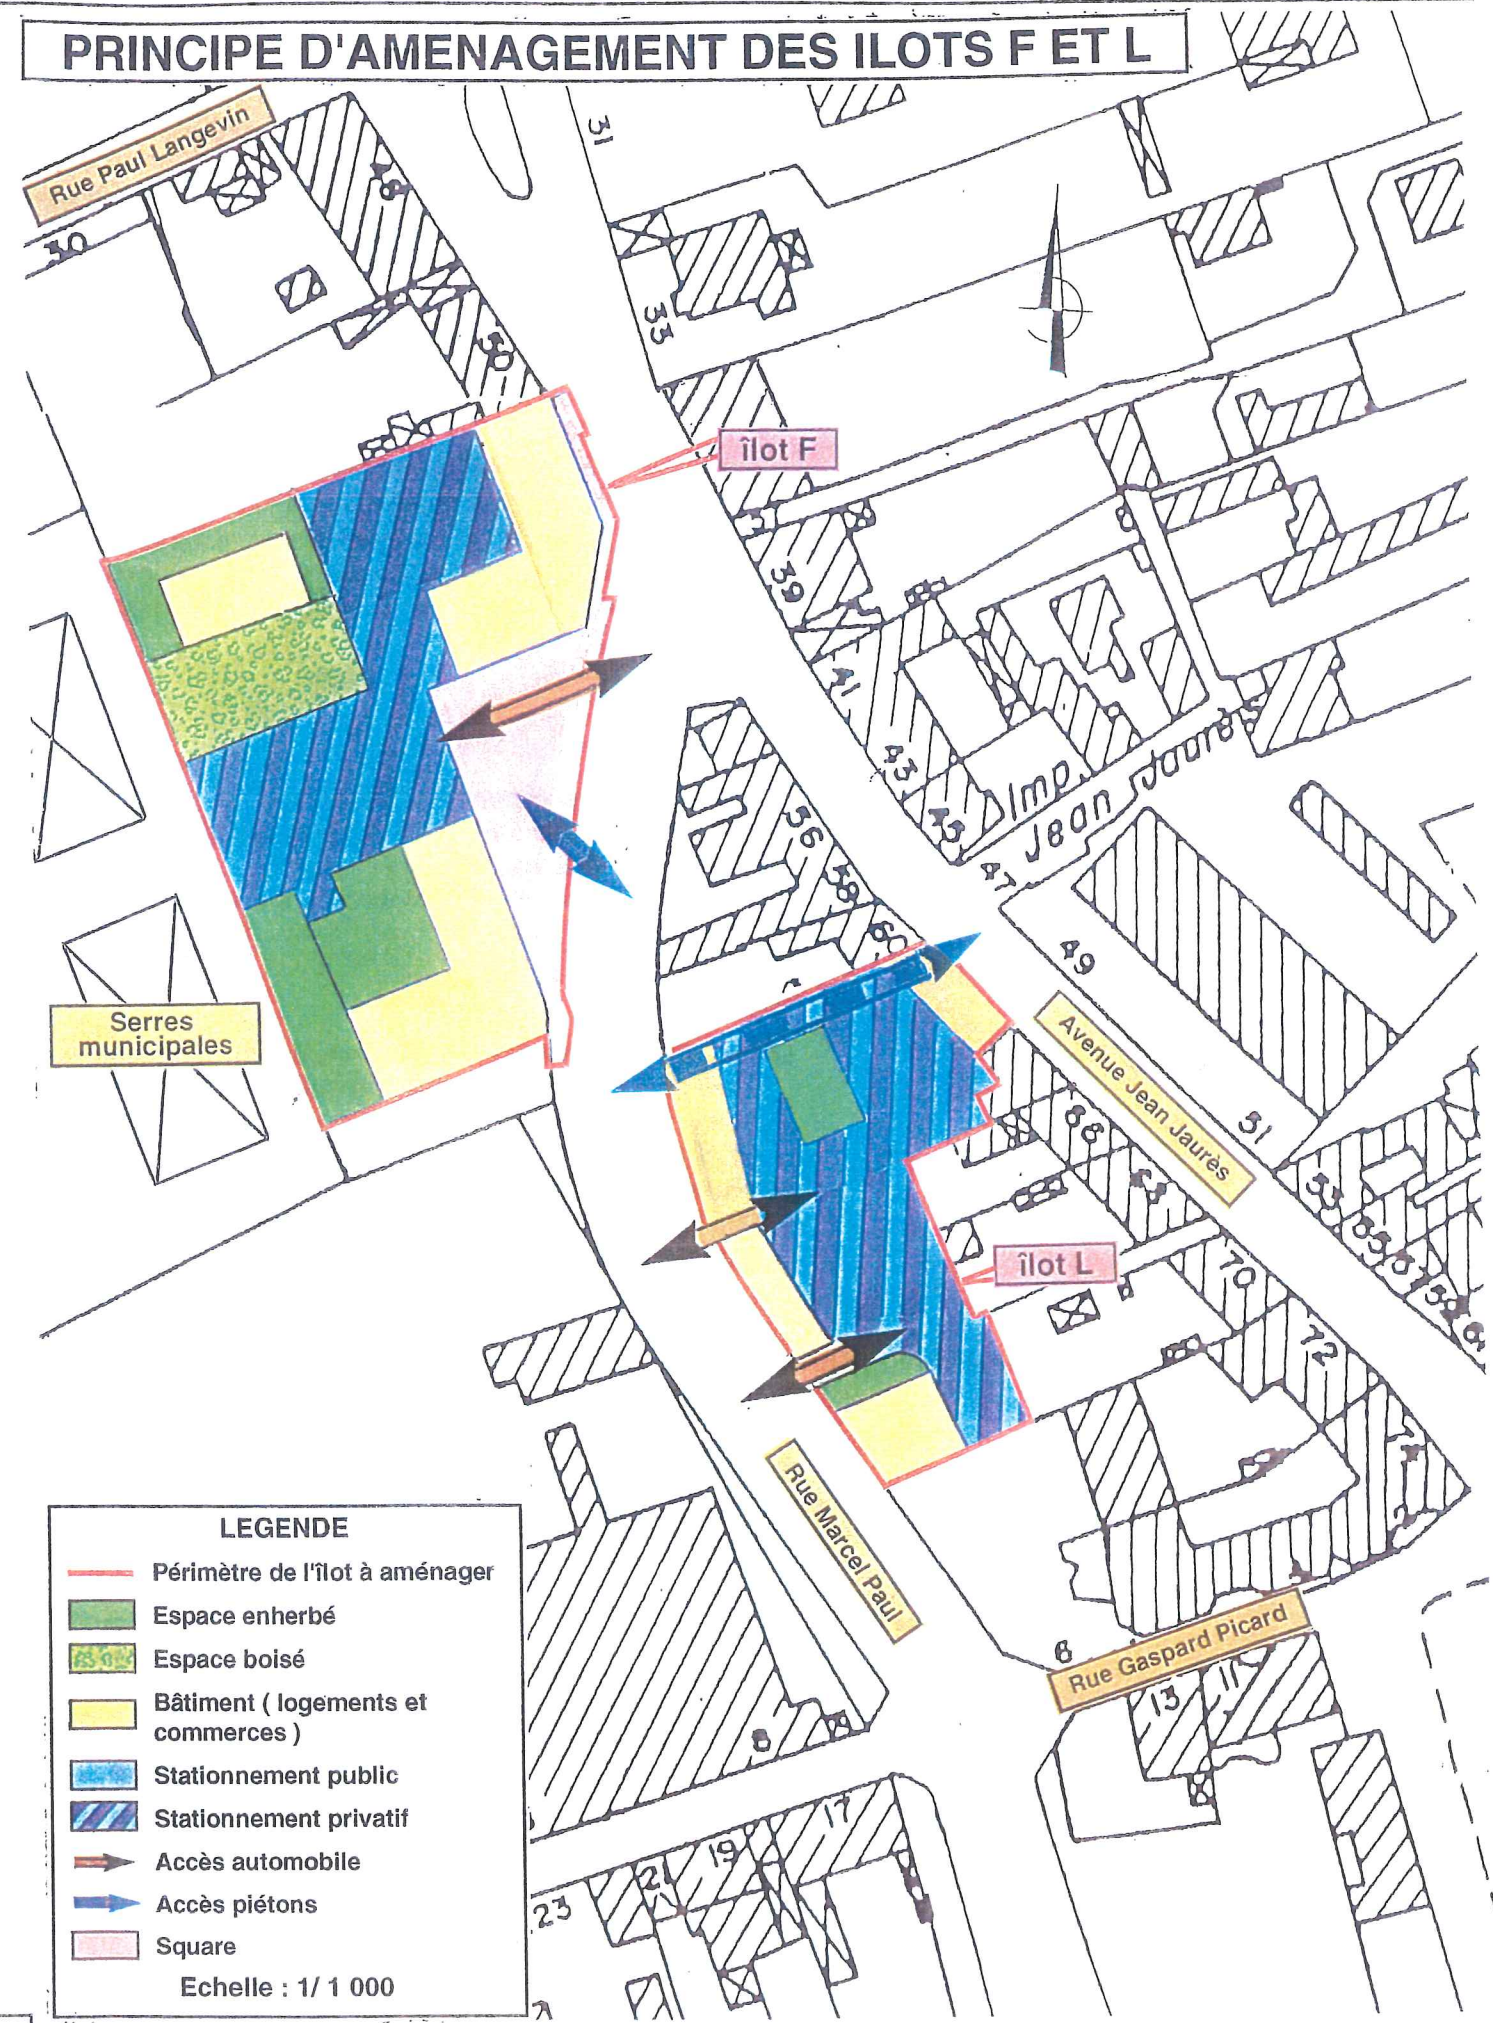 PRINCIPE D'AMENAGEMENT DES ILOTS F ET L
Rue Paul Langevin
30
31
33
50
îlot F
39
41
43
45
47
Imp.
Jean Jaurès
56
58
60
49
Serres
municipales
Avenue Jean Jaurès
51
53
îlot L
70
72
Rue Marcel Paul
6
Rue Gaspard Picard
13
11
8
17
19
21
23
LEGENDE
Périmètre de l'îlot à aménager
Espace enherbé
Espace boisé
Bâtiment ( logements et
commerces )
Stationnement public
Stationnement privatif
Accès automobile
Accès piétons
Square
Echelle : 1/ 1 000